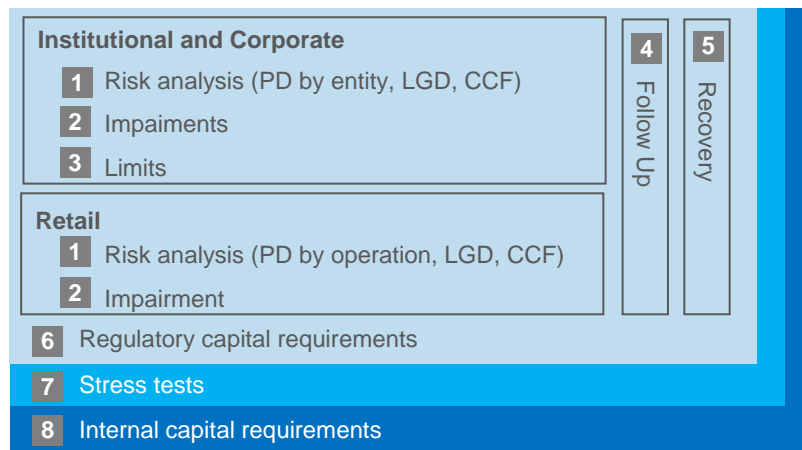 Institutional and Corporate
1 Risk analysis (PD by entity, LGD, CCF)
2 Impaiments
3 Limits
4 Follow Up
5 Recovery
Retail
1 Risk analysis (PD by operation, LGD, CCF)
2 Impairment
6 Regulatory capital requirements
7 Stress tests
8 Internal capital requirements